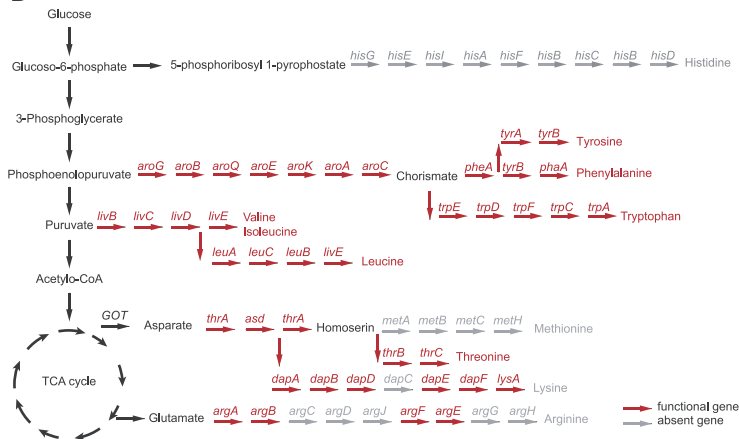 Glucose
Glucoso-6-phosphate
5-phosphoribosyl 1-pyrophostate
hisG hisE hisI hisA hisF hisB hisC hisB hisD
Histidine
3-Phosphoglycerate
tyrA tyrB
Tyrosine
Phosphoenolopuruvate
aroG aroB aroQ aroE aroK aroA aroC
Chorismate
pheA tyrB phaA
Phenylalanine
trpE trpD trpF trpC trpA
Tryptophan
Puruvate
livB livC livD livE
Valine
Isoleucine
leuA leuC leuB livE
Leucine
Acetylo-CoA
GOT
Asparate
thrA asd thrA
Homoserin
metA metB metC metH
Methionine
thrB thrC
Threonine
TCA cycle
dapA dapB dapD dapC dapE dapF lysA
Lysine
Glutamate
argA argB argC argD argJ argF argE argG argH
Arginine
functional gene
absent gene